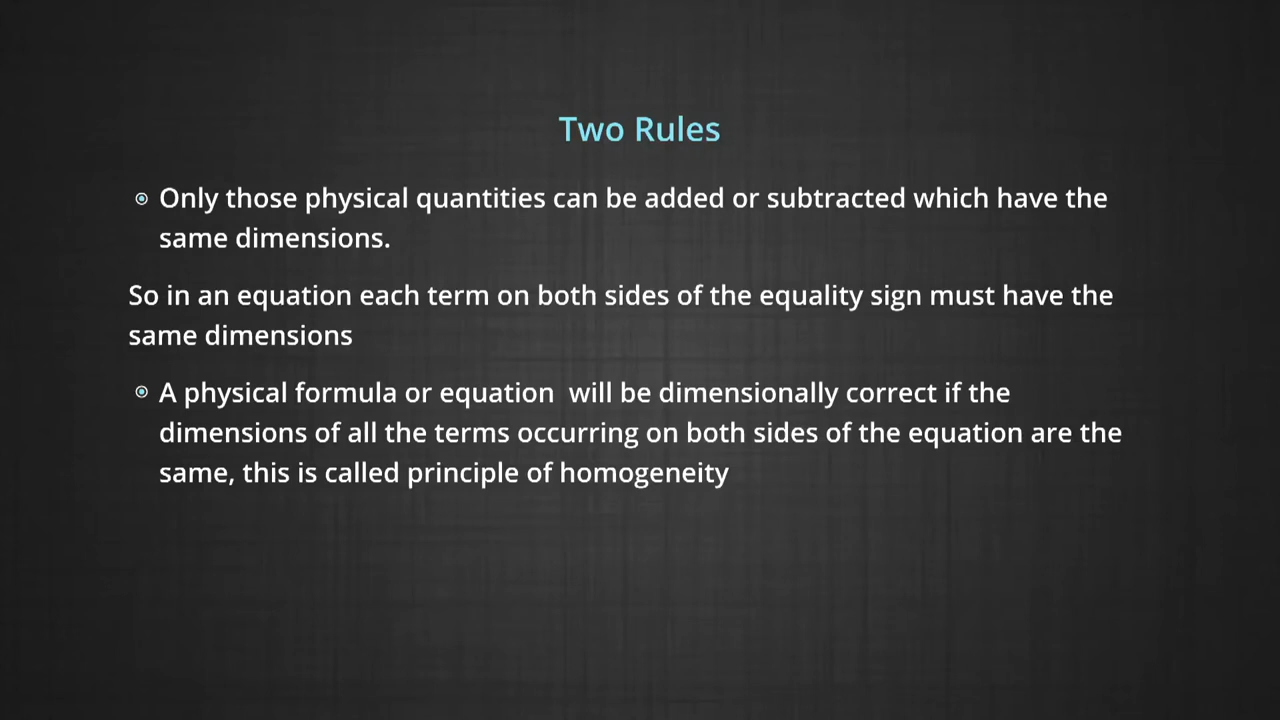 Two Rules
Only those physical quantities can be added or subtracted which have the
same dimensions.
So in an equation each term on both sides of the equality sign must have the
same dimensions
A physical formula or equation  will be dimensionally correct if the
dimensions of all the terms occurring on both sides of the equation are the
same, this is called principle of homogeneity